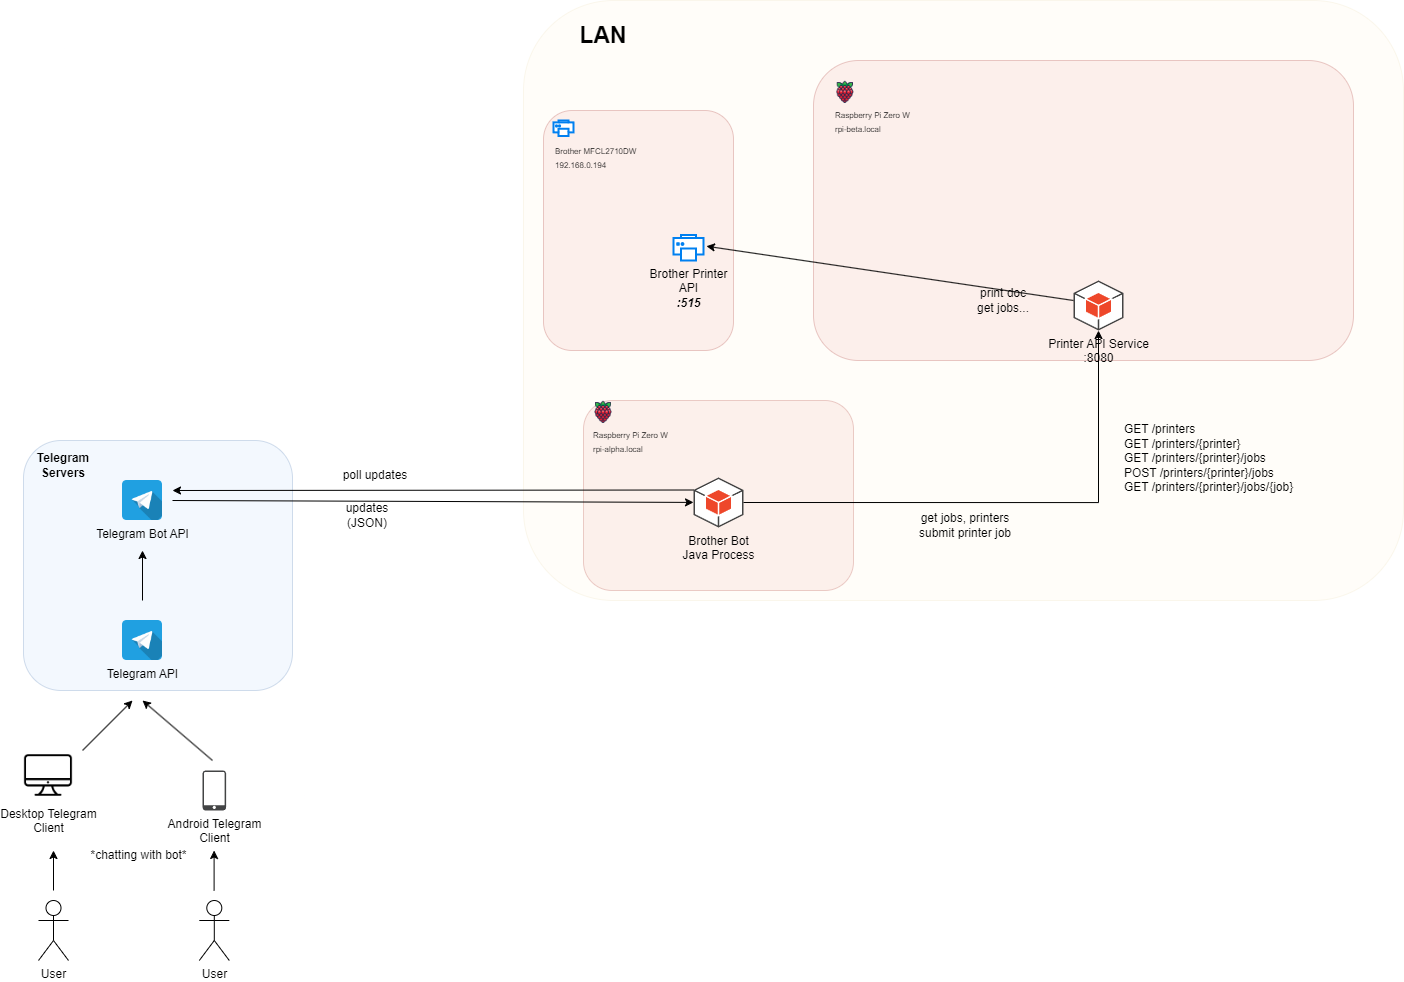 LAN
Raspberry Pi Zero W
rpi-beta.local
Brother MFCL2710DW
192.168.0.194
Brother Printer
API
:515
print doc
get jobs...
Printer API Service
:8080
Raspberry Pi Zero W
rpi-alpha.local
GET /printers
GET /printers/{printer}
GET /printers/{printer}/jobs
POST /printers/{printer}/jobs
GET /printers/{printer}/jobs/{job}
Telegram
Servers
poll updates
updates
(JSON)
Telegram Bot API
get jobs, printers
submit printer job
Brother Bot
Java Process
Telegram API
Desktop Telegram
Client
Android Telegram
Client
*chatting with bot*
User
User